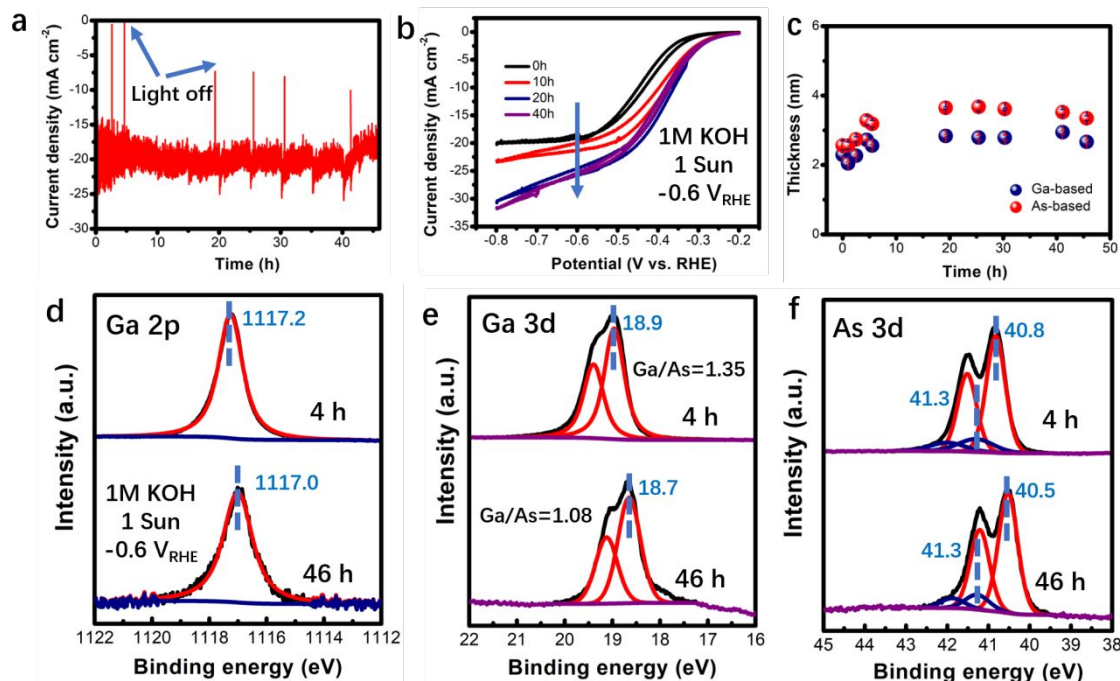 a
Current density (mA cm⁻²)
0
-5
-10
-15
-20
-25
-30
Light off
0 10 20 30 40
Time (h)
b
Current density (mA cm⁻²)
0
-5
-10
-15
-20
-25
-30
-35
0h
10h
20h
40h
1M KOH
1 Sun
-0.6 V_RHE
-0.8 -0.7 -0.6 -0.5 -0.4 -0.3 -0.2
Potential (V vs. RHE)
c
Thickness (nm)
6
4
2
0
Ga-based
As-based
0 10 20 30 40 50
Time (h)
d
Intensity (a.u.)
Ga 2p
1117.2
4 h
1M KOH
1 Sun
-0.6 V_RHE
1117.0
46 h
1122 1120 1118 1116 1114 1112
Binding energy (eV)
e
Intensity (a.u.)
Ga 3d
18.9
Ga/As=1.35
4 h
18.7
Ga/As=1.08
46 h
22 21 20 19 18 17 16
Binding energy (eV)
f
Intensity (a.u.)
As 3d
40.8
41.3
4 h
40.5
41.3
46 h
45 44 43 42 41 40 39 38
Binding energy (eV)